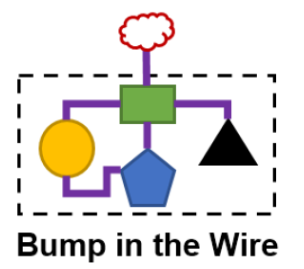 Bump in the Wire